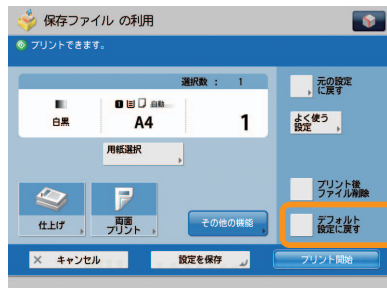 保存ファイル の利用
プリントできます。
選択数 : 1
白黒
1 自動
A4
1
用紙選択
元の設定
に戻す
よく使う
設定
プリント後
ファイル削除
仕上げ
両面
プリント
その他の機能
デフォルト
設定に戻す
× キャンセル
設定を保存
プリント開始